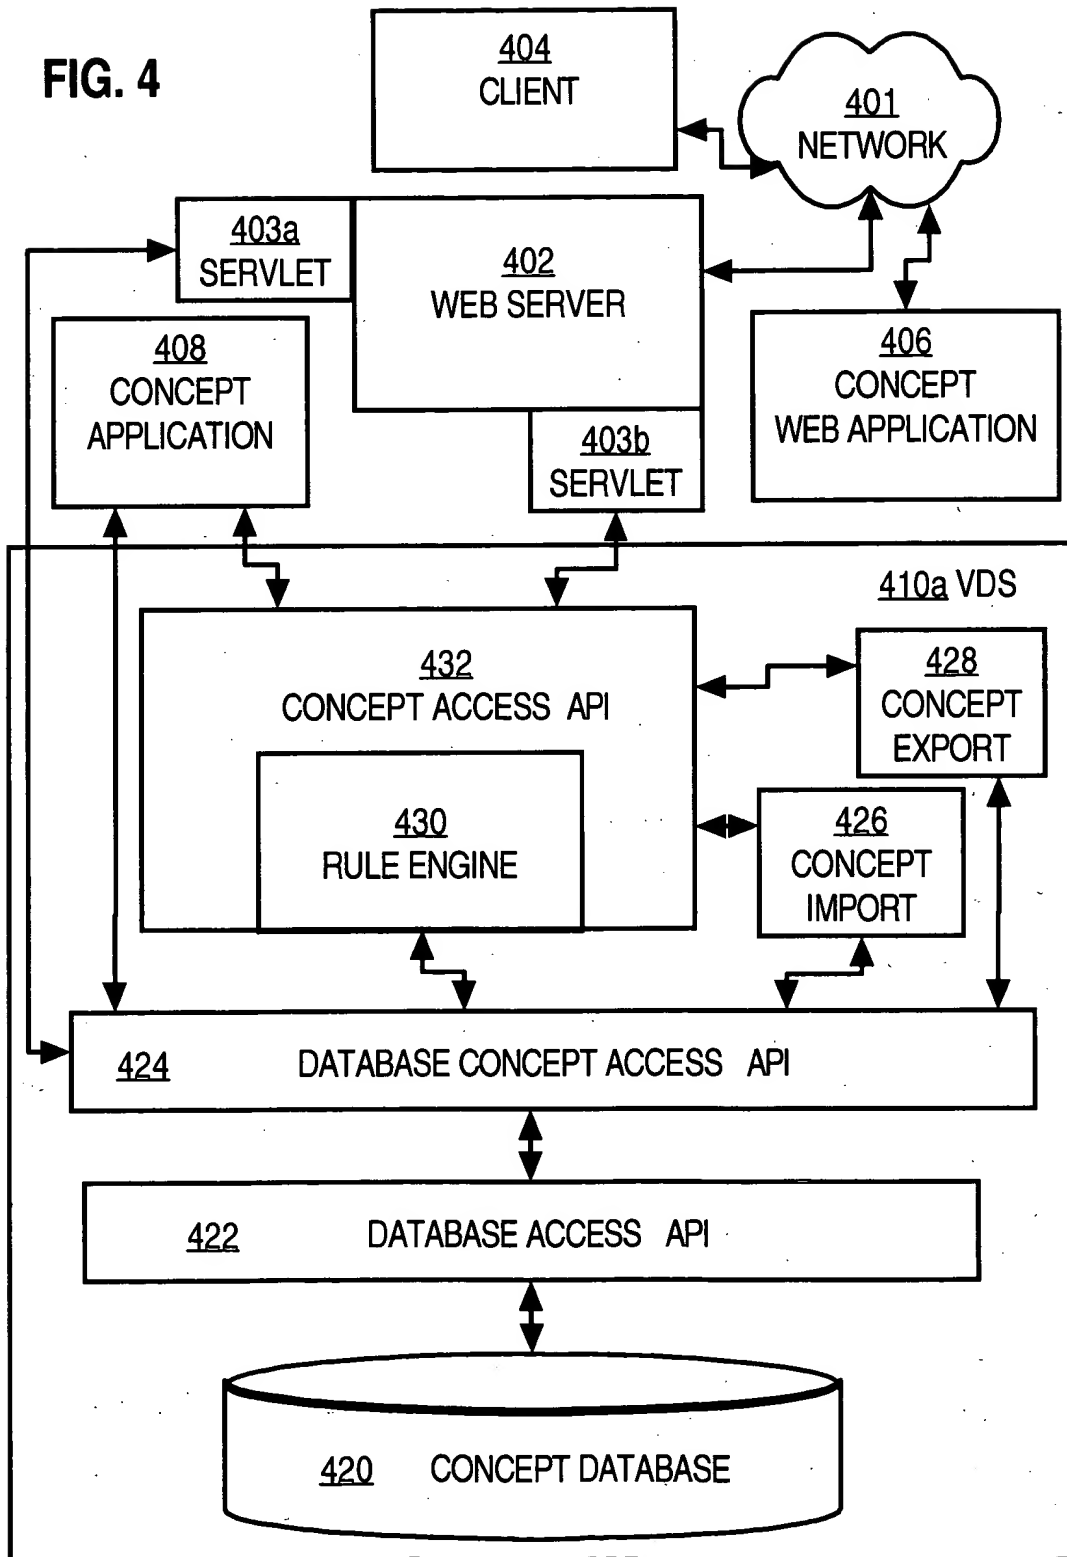 FIG. 4
404
CLIENT
401
NETWORK
403a
SERVLET
402
WEB SERVER
408
CONCEPT
APPLICATION
406
CONCEPT
WEB APPLICATION
403b
SERVLET
410a VDS
432
CONCEPT ACCESS API
428
CONCEPT
EXPORT
430
RULE ENGINE
426
CONCEPT
IMPORT
424 DATABASE CONCEPT ACCESS API
422 DATABASE ACCESS API
420 CONCEPT DATABASE